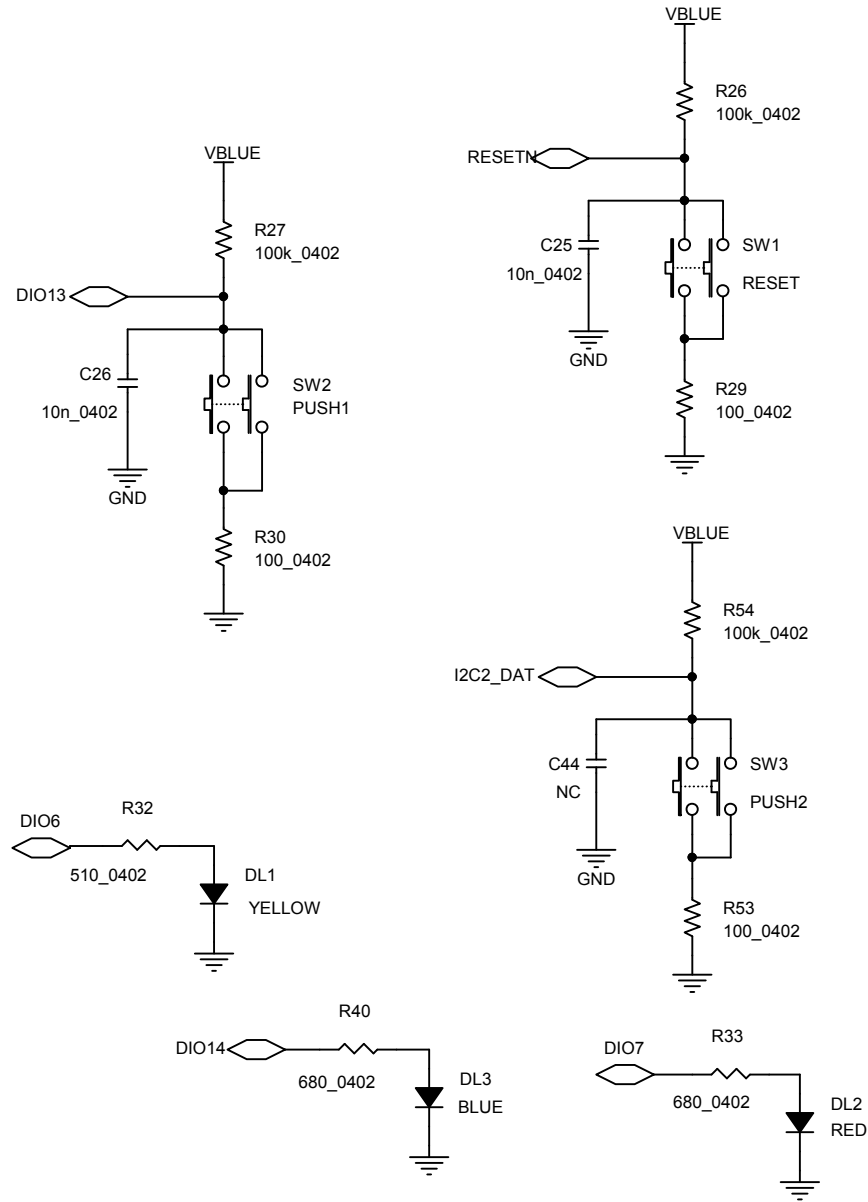 VBLUE
R26
100k_0402
RESETN
C25
10n_0402
SW1
RESET
GND
R29
100_0402
VBLUE
R27
100k_0402
DIO13
C26
10n_0402
SW2
PUSH1
GND
R30
100_0402
VBLUE
R54
100k_0402
I2C2_DAT
C44
NC
SW3
PUSH2
GND
R53
100_0402
DIO6
R32
510_0402
DL1
YELLOW
DIO14
R40
680_0402
DL3
BLUE
DIO7
R33
680_0402
DL2
RED